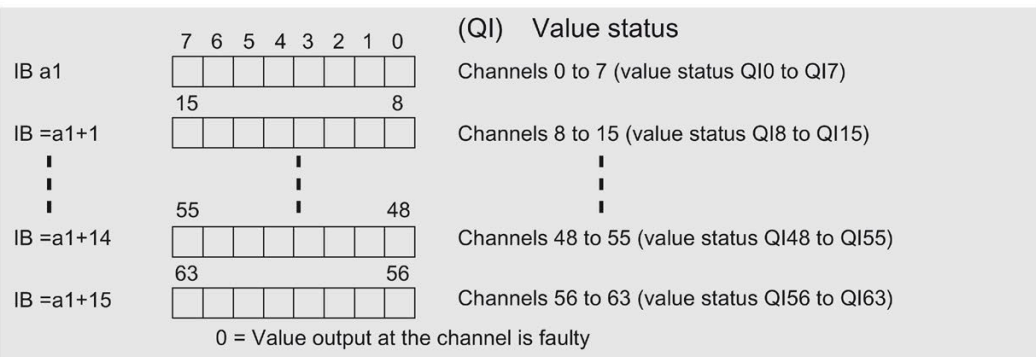 (QI) Value status
7 6 5 4 3 2 1 0
IB a1 Channels 0 to 7 (value status QI0 to QI7)
15 8
IB =a1+1 Channels 8 to 15 (value status QI8 to QI15)
55 48
IB =a1+14 Channels 48 to 55 (value status QI48 to QI55)
63 56
IB =a1+15 Channels 56 to 63 (value status QI56 to QI63)
0 = Value output at the channel is faulty